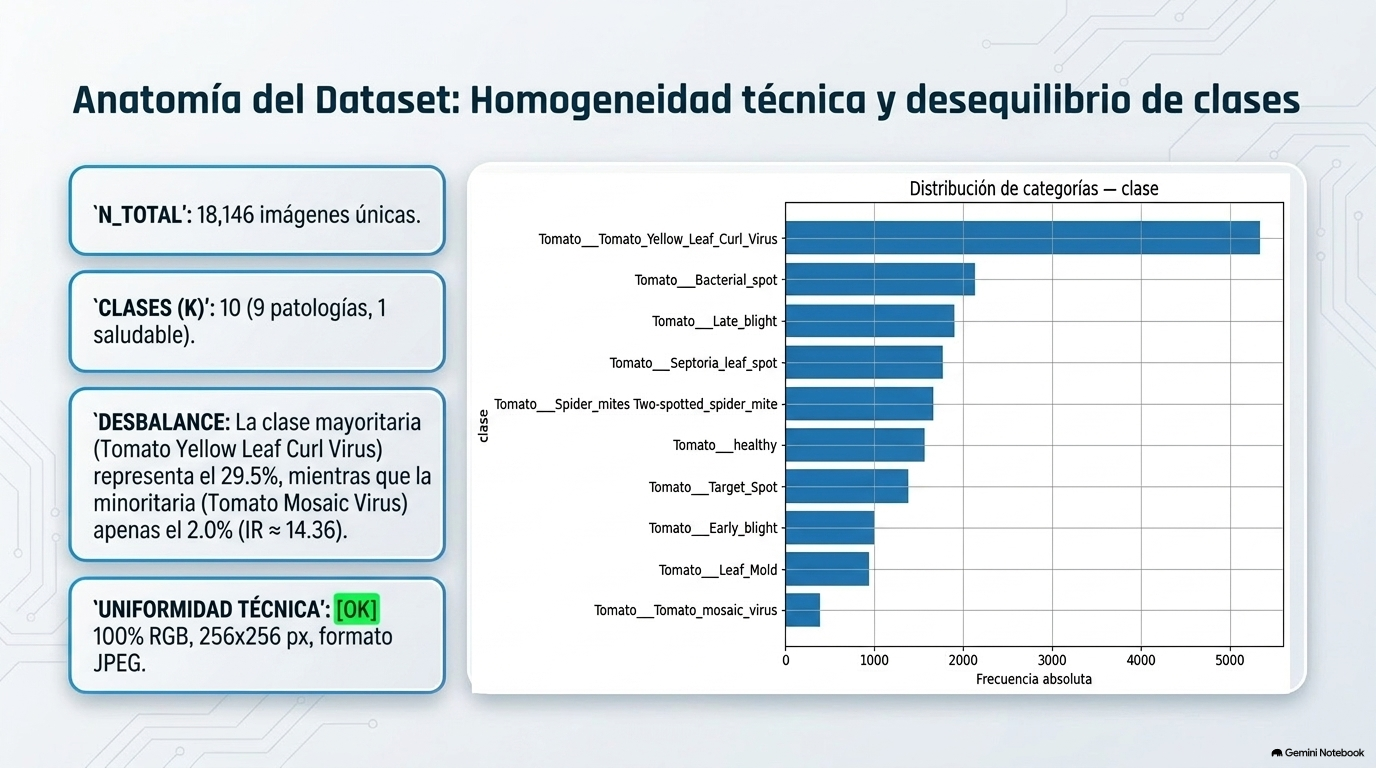 Anatomía del Dataset: Homogeneidad técnica y desequilibrio de clases
`N_TOTAL': 18,146 imágenes únicas.
`CLASES (K)': 10 (9 patologías, 1
saludable).
`DESBALANCE: La clase mayoritaria
(Tomato Yellow Leaf Curl Virus)
representa el 29.5%, mientras que la
minoritaria (Tomato Mosaic Virus)
apenas el 2.0% (IR ≈ 14.36).
`UNIFORMIDAD TÉCNICA': [OK]
100% RGB, 256x256 px, formato
JPEG.
Distribución de categorías — clase
clase
Tomato___Tomato_Yellow_Leaf_Curl_Virus
Tomato___Bacterial_spot
Tomato___Late_blight
Tomato___Septoria_leaf_spot
Tomato___Spider_mites Two-spotted_spider_mite
Tomato___healthy
Tomato___Target_Spot
Tomato___Early_blight
Tomato___Leaf_Mold
Tomato___Tomato_mosaic_virus
0 1000 2000 3000 4000 5000
Frecuencia absoluta
Gemini Notebook